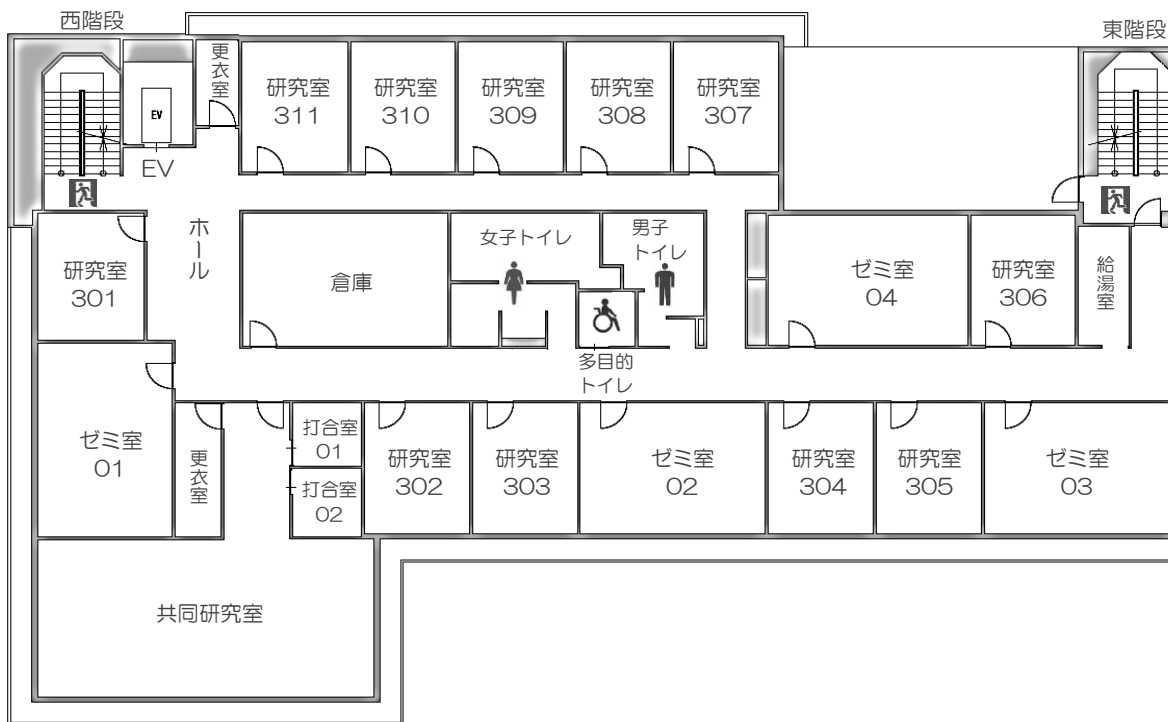 西階段
東階段
更衣室
研究室
311
研究室
310
研究室
309
研究室
308
研究室
307
EV
EV
ホール
研究室
301
倉庫
女子トイレ
男子
トイレ
ゼミ室
04
研究室
306
給湯室
多目的
トイレ
ゼミ室
01
更衣室
打合室
01
打合室
02
研究室
302
研究室
303
ゼミ室
02
研究室
304
研究室
305
ゼミ室
03
共同研究室